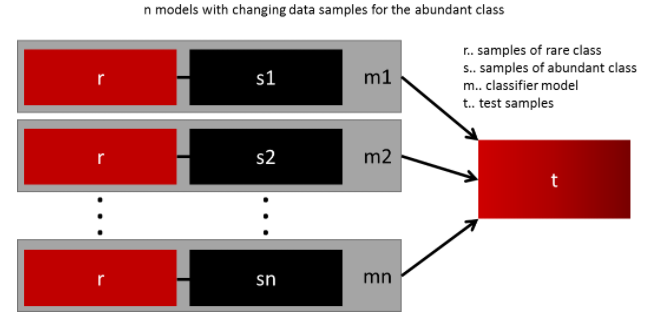 n models with changing data samples for the abundant class
r.. samples of rare class
s.. samples of abundant class
m.. classifier model
t.. test samples
r s1 m1
r s2 m2
t
r sn mn